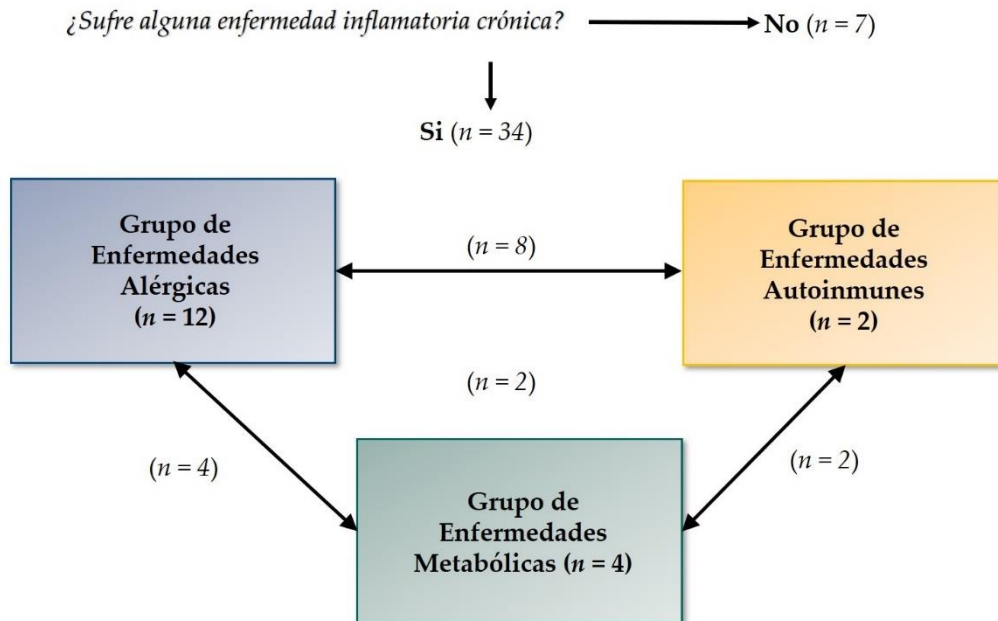 ¿Sufre alguna enfermedad inflamatoria crónica?
No (n = 7)
Si (n = 34)
Grupo de
Enfermedades
Alérgicas
(n = 12)
(n = 8)
Grupo de
Enfermedades
Autoinmunes
(n = 2)
(n = 2)
(n = 4)
(n = 2)
Grupo de
Enfermedades
Metabólicas (n = 4)